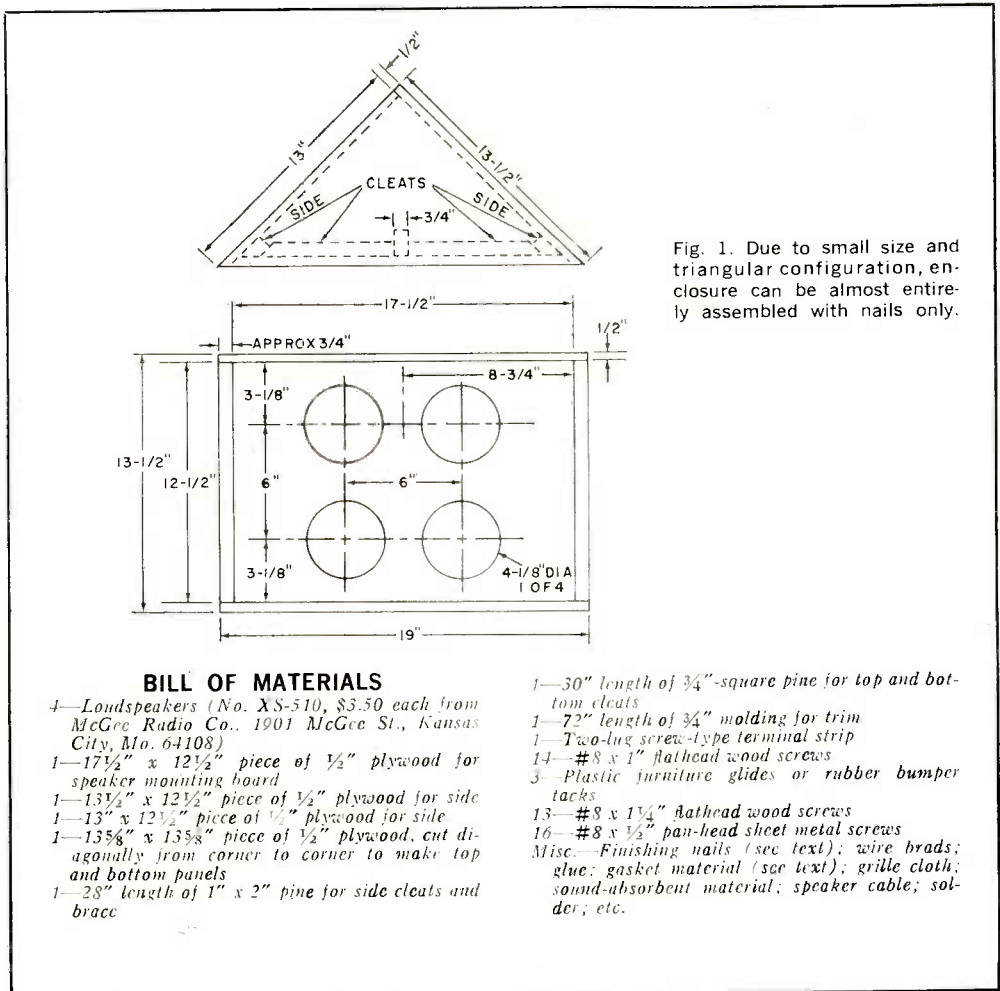 1/2"
13"
13-1/2"
CLEATS
SIDE
SIDE
3/4"
Fig. 1. Due to small size and
triangular configuration, en-
closure can be almost entire-
ly assembled with nails only.
17-1/2"
1/2"
APPROX 3/4"
8-3/4"
3-1/8"
13-1/2"
12-1/2"
6"
6"
3-1/8"
4-1/8" DIA
1 OF 4
19"
BILL OF MATERIALS
4—Loudspeakers (No. XS-510, $3.50 each from
McGee Radio Co., 1901 McGee St., Kansas
City, Mo. 64108)
1—17½" x 12½" piece of ½" plywood for
speaker mounting board
1—13½" x 12½" piece of ½" plywood for side
1—13" x 12½" piece of ½" plywood for side
1—13⅝" x 13⅝" piece of ½" plywood, cut di-
agonally from corner to corner to make top
and bottom panels
1—28" length of 1" x 2" pine for side cleats and
brace
1—30" length of ¾"-square pine for top and bot-
tom cleats
1—72" length of ¾" molding for trim
1—Two-lug screw-type terminal strip
14—#8 x 1" flathead wood screws
3—Plastic furniture glides or rubber bumper
tacks
13—#8 x 1¼" flathead wood screws
16—#8 x ½" pan-head sheet metal screws
Misc.—Finishing nails (see text); wire brads;
glue; gasket material (see text); grille cloth;
sound-absorbent material; speaker cable; sol-
der; etc.